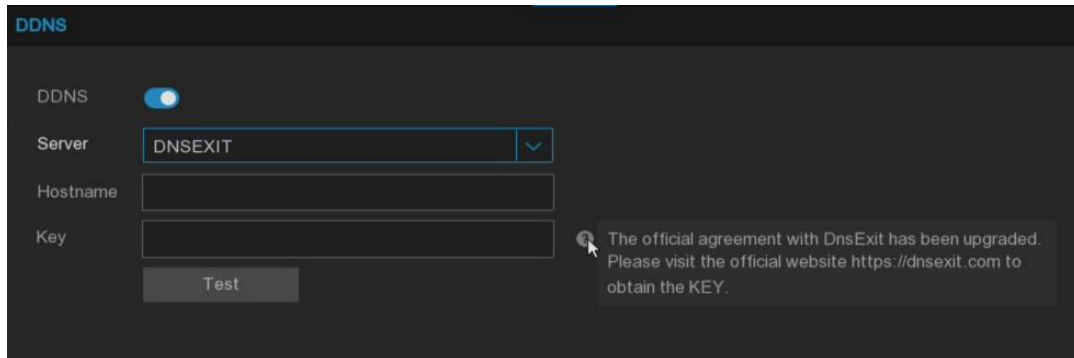 DDNS
DDNS
Server
DNSEXIT
Hostname
Key
The official agreement with DnsExit has been upgraded.
Please visit the official website https://dnsexit.com to
obtain the KEY.
Test